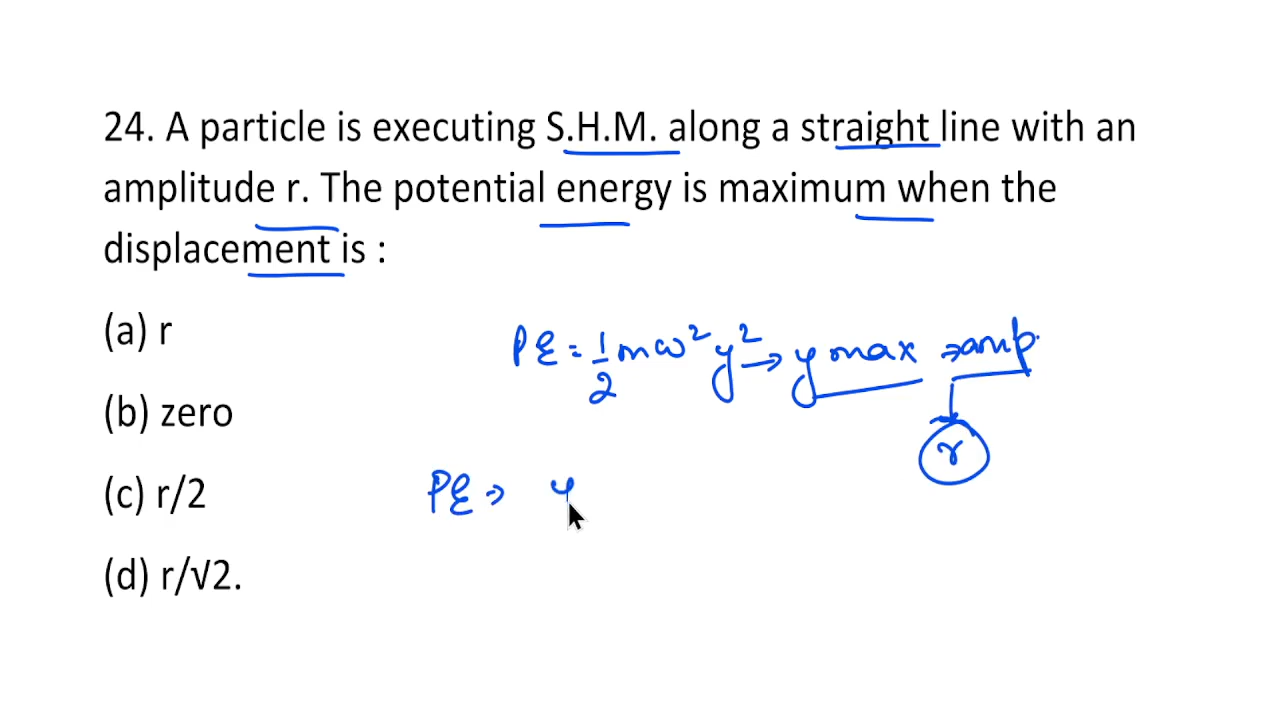 24. A particle is executing S.H.M. along a straight line with an
amplitude r. The potential energy is maximum when the
displacement is :
(a) r
PE = 1/2 mω² y² → y max ⇒ amp.
(b) zero
r
(c) r/2
PE ⇒ y
(d) r/√2.